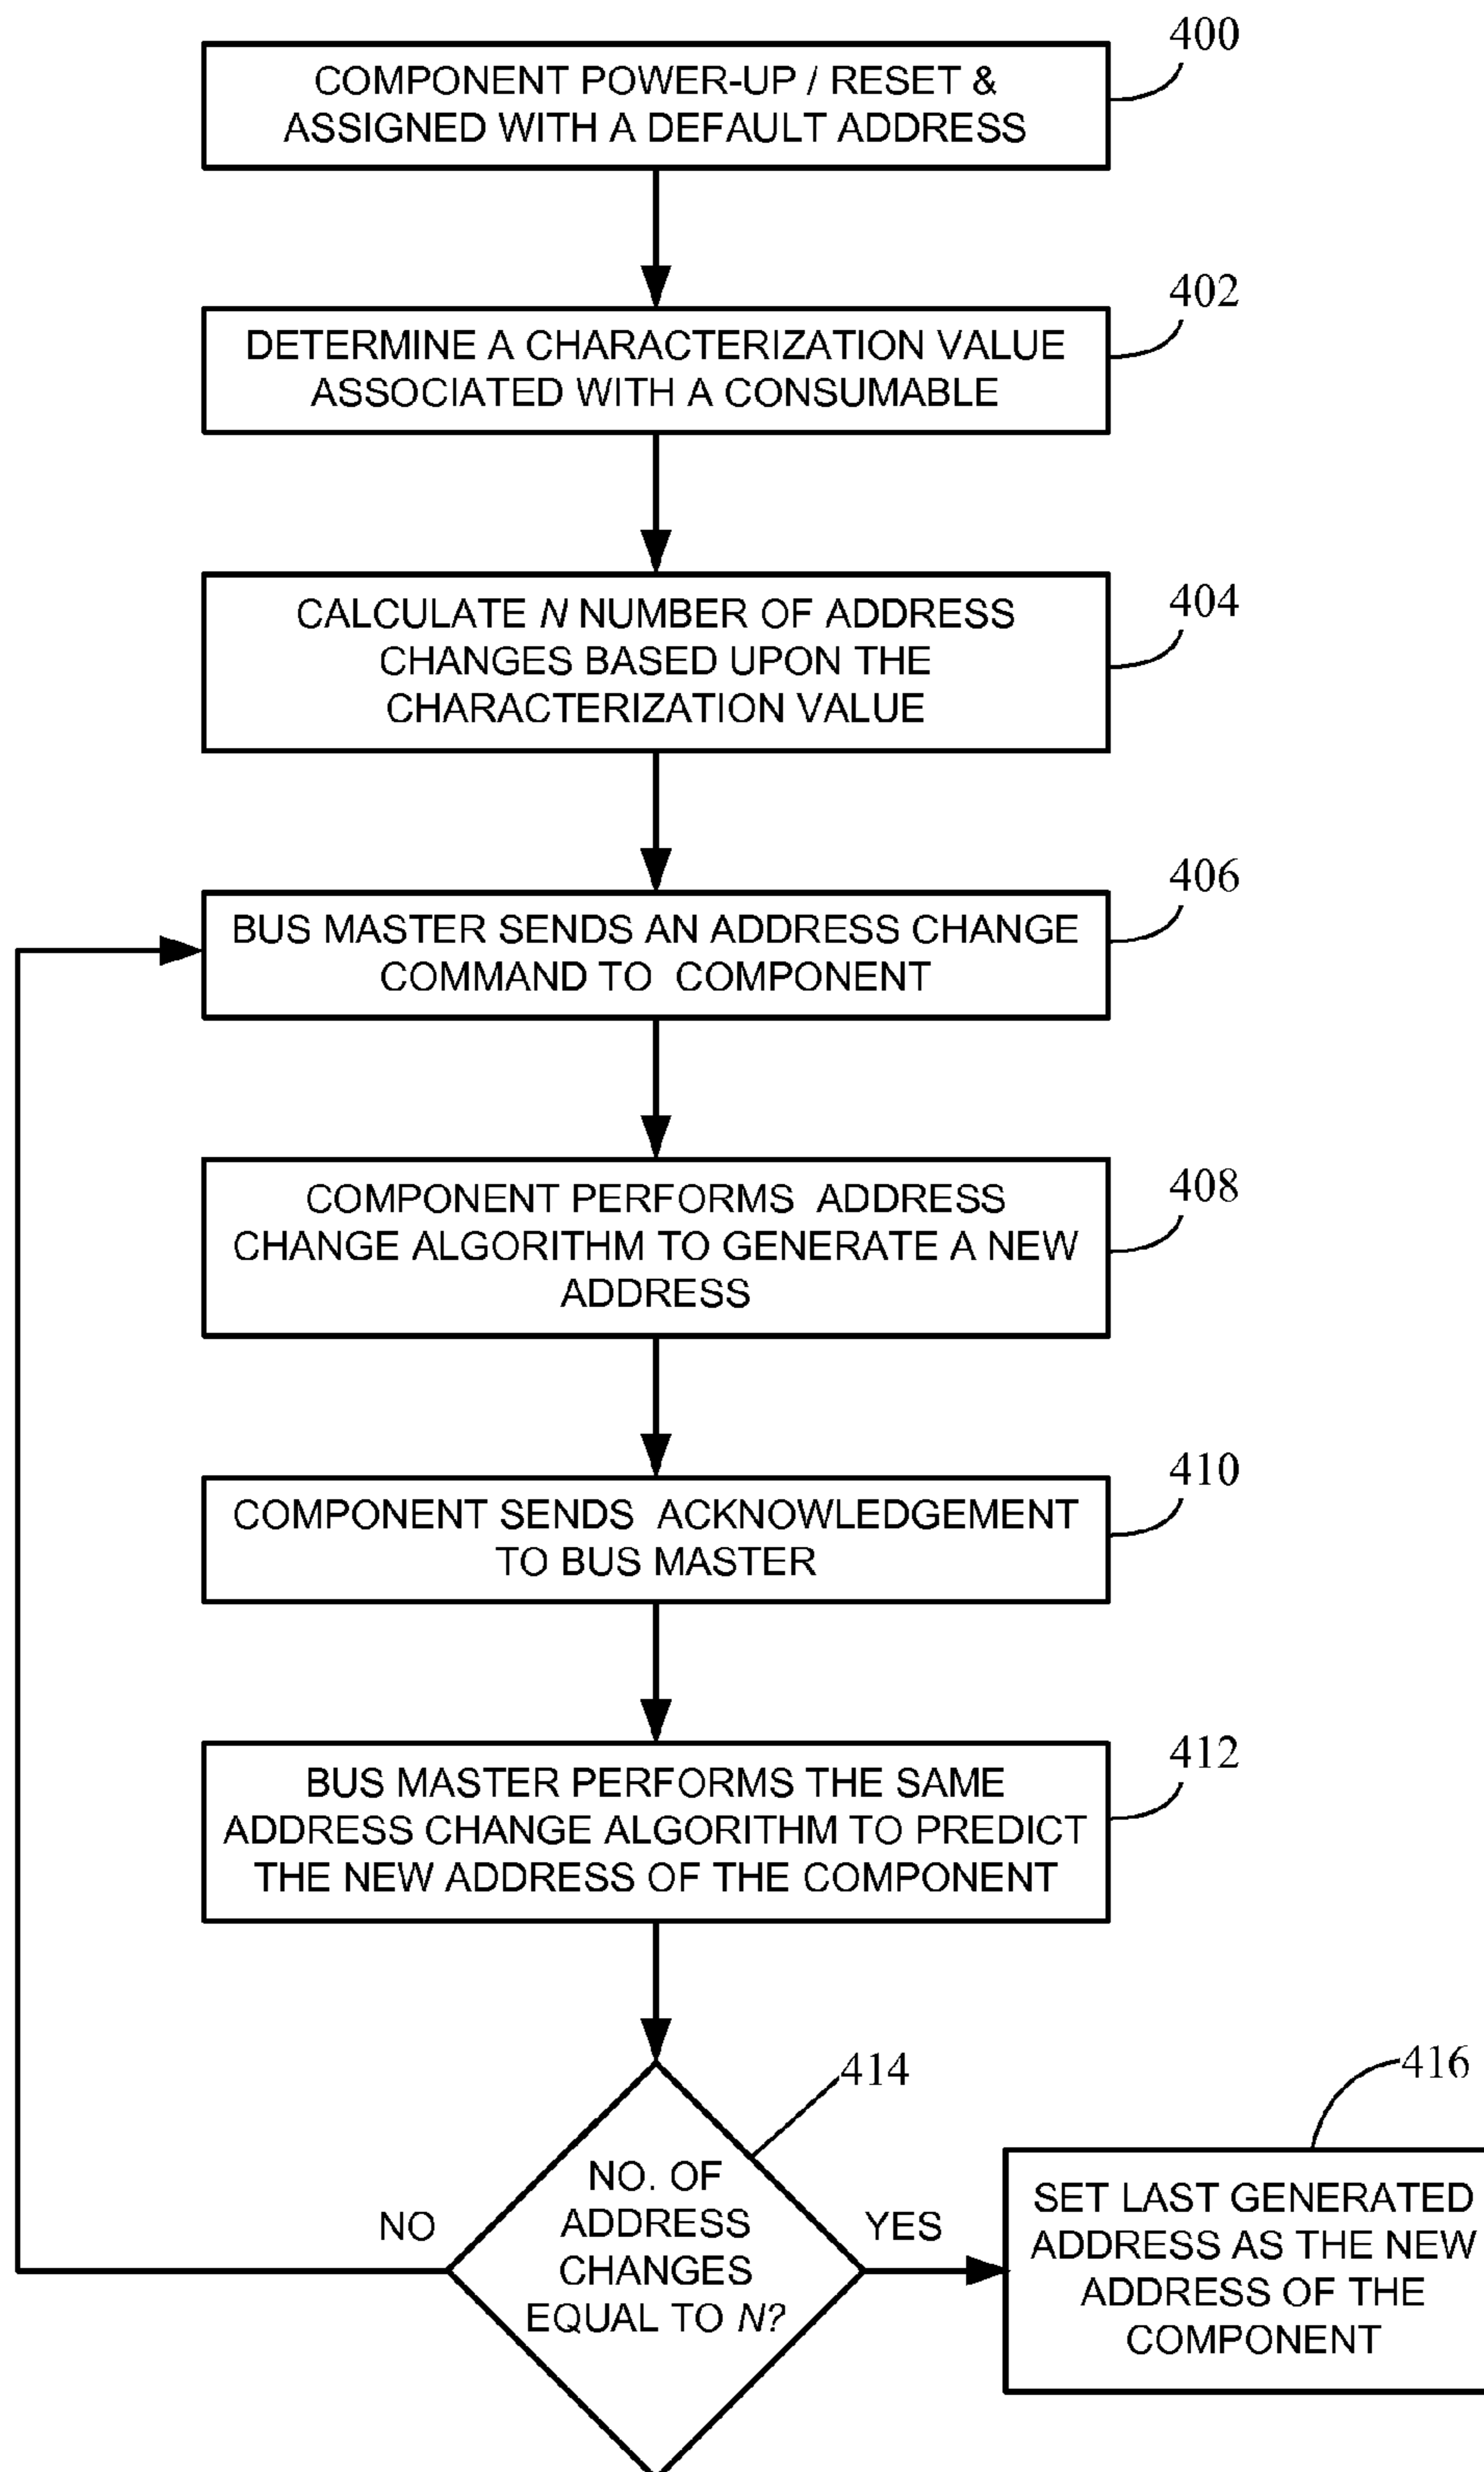 400
COMPONENT POWER-UP / RESET &
ASSIGNED WITH A DEFAULT ADDRESS
402
DETERMINE A CHARACTERIZATION VALUE
ASSOCIATED WITH A CONSUMABLE
404
CALCULATE N NUMBER OF ADDRESS
CHANGES BASED UPON THE
CHARACTERIZATION VALUE
406
BUS MASTER SENDS AN ADDRESS CHANGE
COMMAND TO COMPONENT
408
COMPONENT PERFORMS ADDRESS
CHANGE ALGORITHM TO GENERATE A NEW
ADDRESS
410
COMPONENT SENDS ACKNOWLEDGEMENT
TO BUS MASTER
412
BUS MASTER PERFORMS THE SAME
ADDRESS CHANGE ALGORITHM TO PREDICT
THE NEW ADDRESS OF THE COMPONENT
414
NO. OF
ADDRESS
CHANGES
EQUAL TO N?
NO
YES
416
SET LAST GENERATED
ADDRESS AS THE NEW
ADDRESS OF THE
COMPONENT